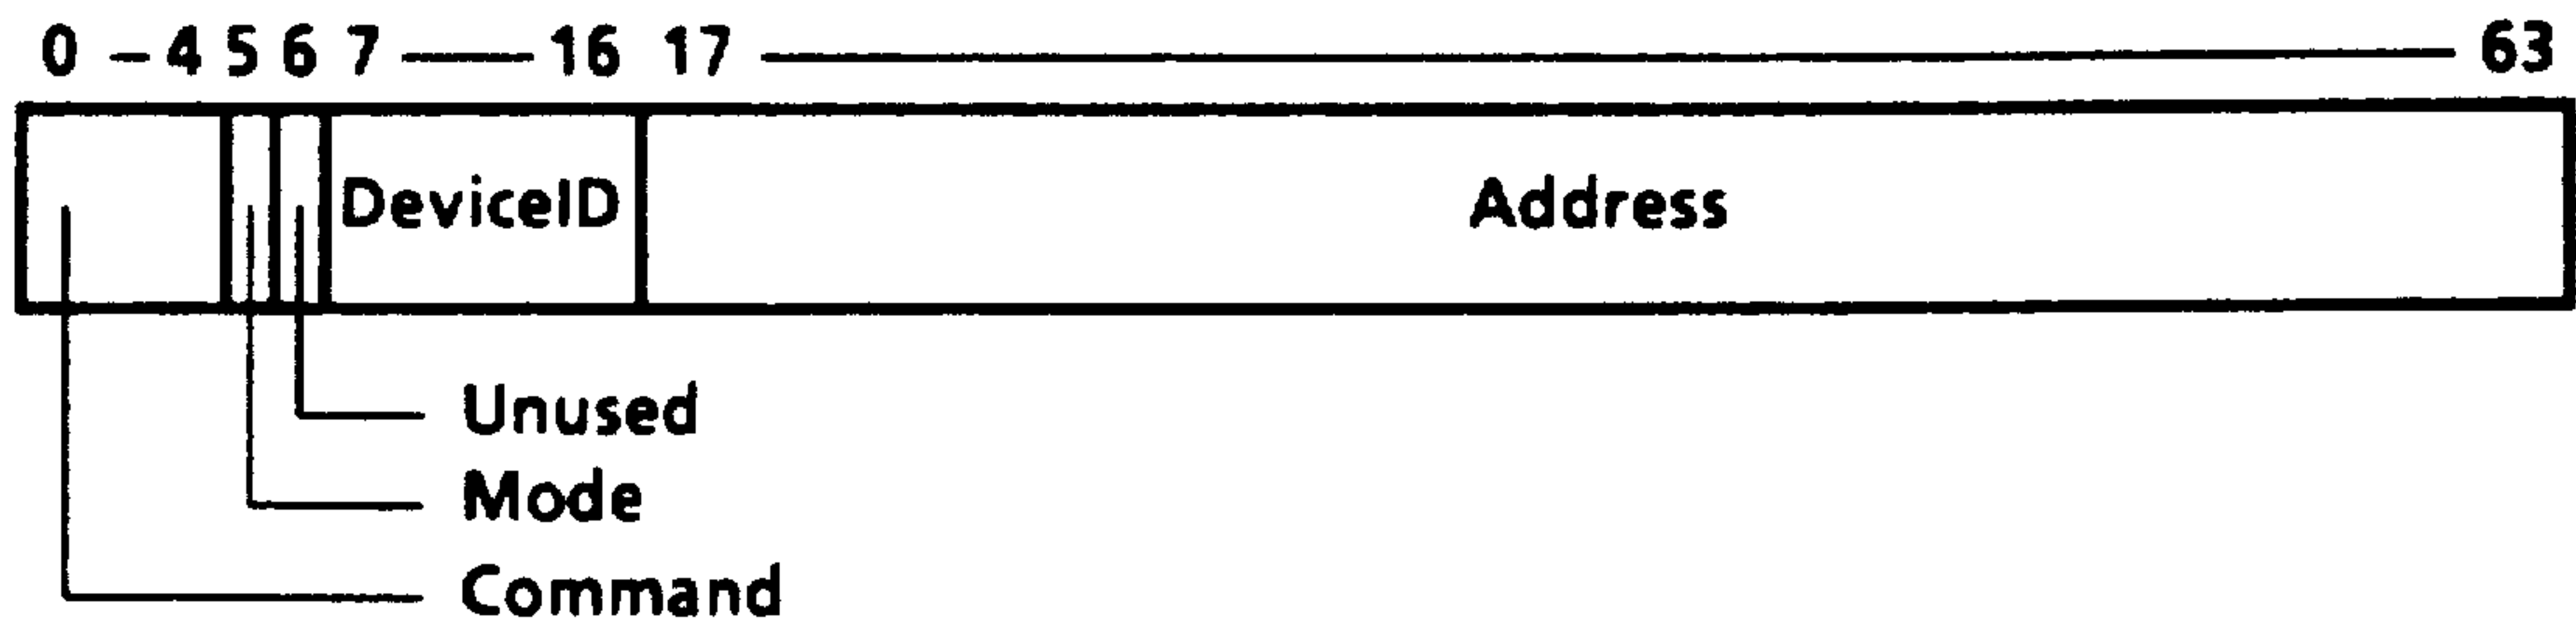 0 – 4 5 6 7 —— 16 17 —— 63
DeviceID Address
Unused
Mode
Command